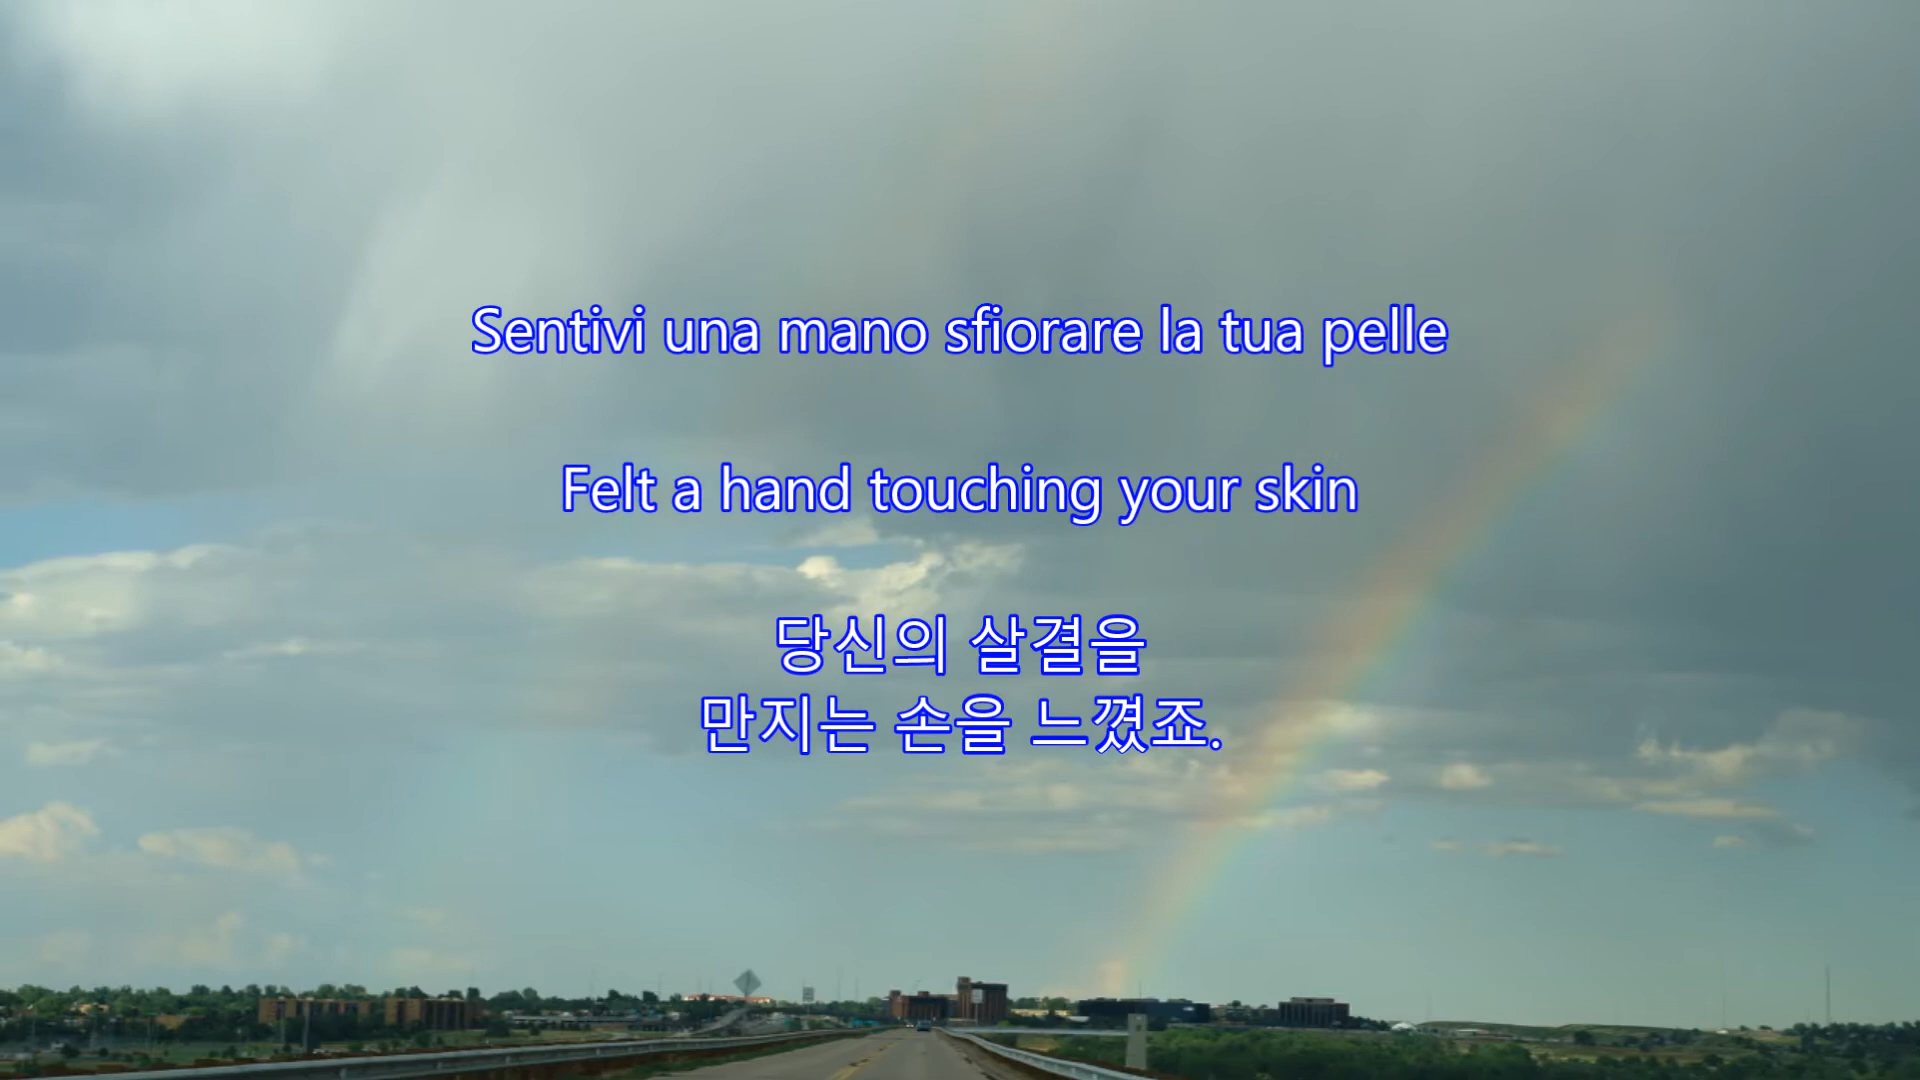 Sentivi una mano sfiorare la tua pelle
Felt a hand touching your skin
당신의 살결을
만지는 손을 느꼈죠.